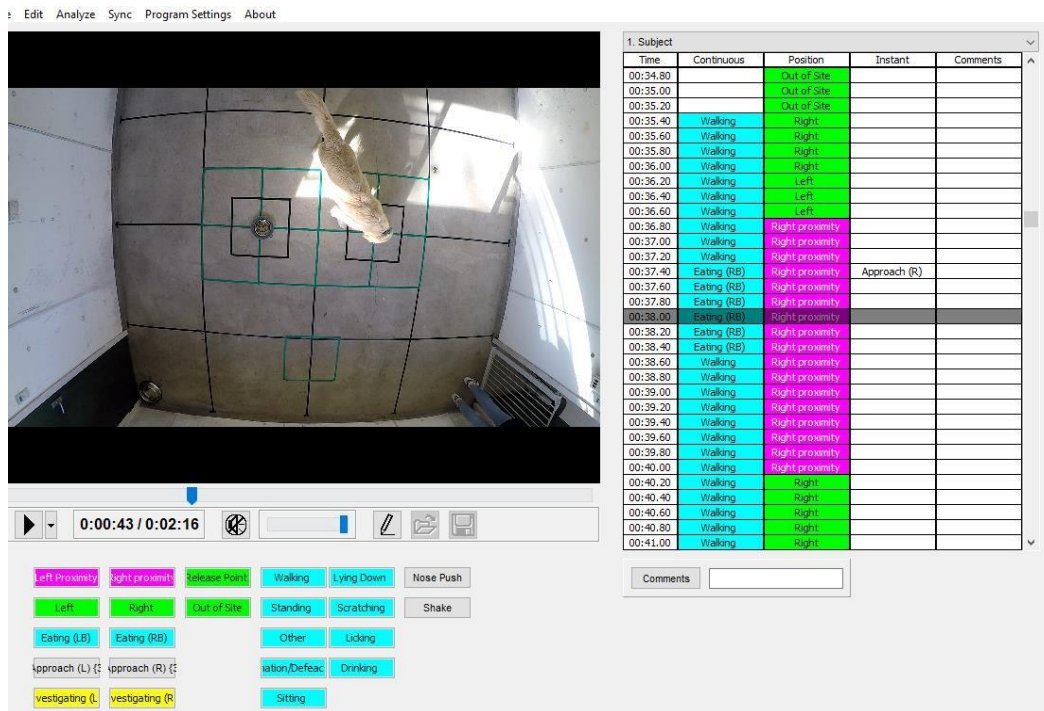 Edit Analyze Sync Program Settings About
1. Subject
Time Continuous Position Instant Comments
00:34.80 Out of Site
00:35.00 Out of Site
00:35.20 Out of Site
00:35.40 Walking Right
00:35.60 Walking Right
00:35.80 Walking Right
00:36.00 Walking Right
00:36.20 Walking Left
00:36.40 Walking Left
00:36.60 Walking Left
00:36.80 Walking Right proximity
00:37.00 Walking Right proximity
00:37.20 Walking Right proximity
00:37.40 Eating (RB) Right proximity Approach (R)
00:37.60 Eating (RB) Right proximity
00:37.80 Eating (RB) Right proximity
00:38.00 Eating (RB) Right proximity
00:38.20 Eating (RB) Right proximity
00:38.40 Eating (RB) Right proximity
00:38.60 Walking Right proximity
00:38.80 Walking Right proximity
00:39.00 Walking Right proximity
00:39.20 Walking Right proximity
00:39.40 Walking Right proximity
00:39.60 Walking Right proximity
00:39.80 Walking Right proximity
00:40.00 Walking Right proximity
00:40.20 Walking Right
00:40.40 Walking Right
00:40.60 Walking Right
00:40.80 Walking Right
00:41.00 Walking Right
0:00:43 / 0:02:16
Comments
Left Proximity Right proximity Release Point Walking Lying Down Nose Push
Left Right Out of Site Standing Scratching Shake
Eating (LB) Eating (RB) Other Licking
Approach (L) {3 Approach (R) {3 ation/Defeac Drinking
vestigating (L vestigating (R Sitting